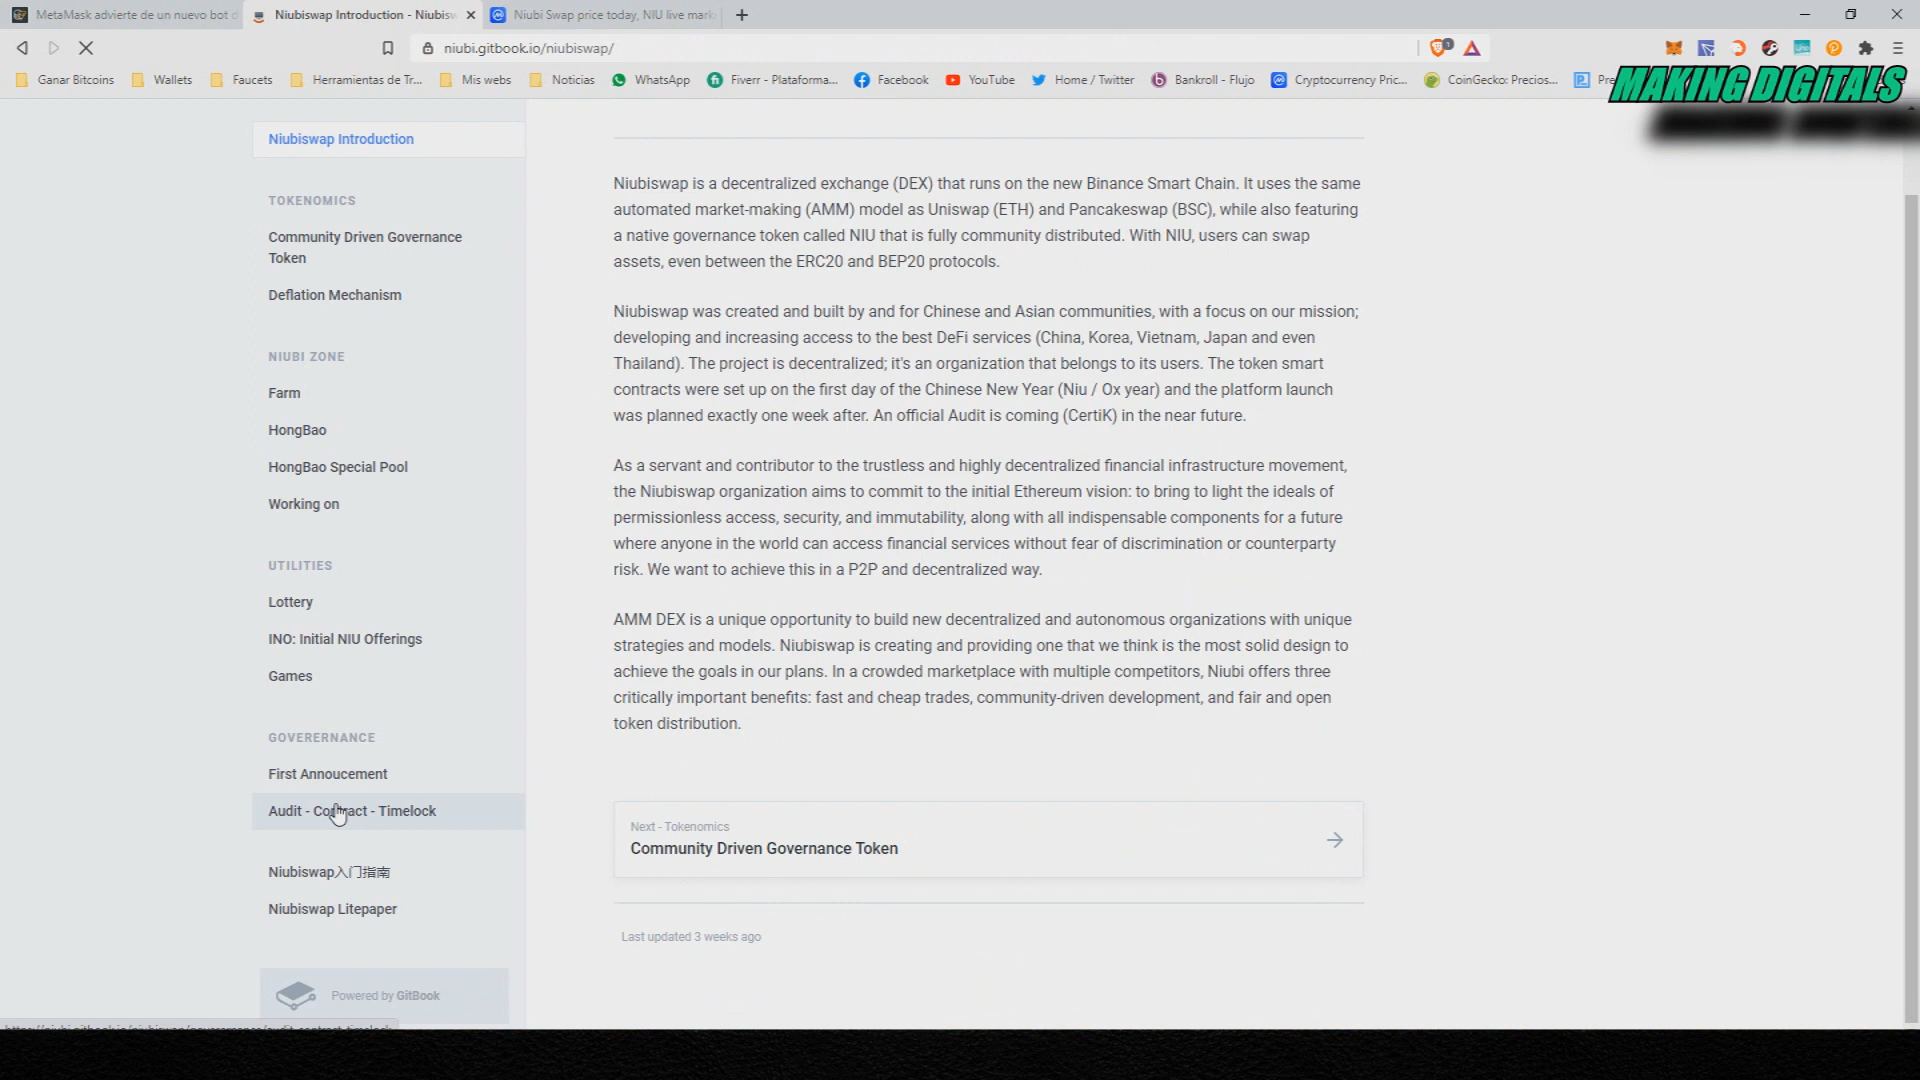 MetaMask advierte de un nuevo bot d
Niubiswap Introduction - Niubisw
Niubi Swap price today, NIU live mark
niubi.gitbook.io/niubiswap/
1
Ganar Bitcoins
Wallets
Faucets
Herramientas de Tr...
Mis webs
Noticias
WhatsApp
Fiverr - Plataforma...
Facebook
YouTube
Home / Twitter
Bankroll - Flujo
Cryptocurrency Pric...
CoinGecko: Precios...
MAKING DIGITALS
Niubiswap Introduction
TOKENOMICS
Community Driven Governance
Token
Deflation Mechanism
NIUBI ZONE
Farm
HongBao
HongBao Special Pool
Working on
UTILITIES
Lottery
INO: Initial NIU Offerings
Games
GOVERERNANCE
First Annoucement
Audit - Contract - Timelock
Niubiswap入门指南
Niubiswap Litepaper
Powered by GitBook
https://niubi.gitbook.io/niubiswap/goverernance/audit-contract-timelock
Niubiswap is a decentralized exchange (DEX) that runs on the new Binance Smart Chain. It uses the same
automated market-making (AMM) model as Uniswap (ETH) and Pancakeswap (BSC), while also featuring
a native governance token called NIU that is fully community distributed. With NIU, users can swap
assets, even between the ERC20 and BEP20 protocols.
Niubiswap was created and built by and for Chinese and Asian communities, with a focus on our mission;
developing and increasing access to the best DeFi services (China, Korea, Vietnam, Japan and even
Thailand). The project is decentralized; it's an organization that belongs to its users. The token smart
contracts were set up on the first day of the Chinese New Year (Niu / Ox year) and the platform launch
was planned exactly one week after. An official Audit is coming (CertiK) in the near future.
As a servant and contributor to the trustless and highly decentralized financial infrastructure movement,
the Niubiswap organization aims to commit to the initial Ethereum vision: to bring to light the ideals of
permissionless access, security, and immutability, along with all indispensable components for a future
where anyone in the world can access financial services without fear of discrimination or counterparty
risk. We want to achieve this in a P2P and decentralized way.
AMM DEX is a unique opportunity to build new decentralized and autonomous organizations with unique
strategies and models. Niubiswap is creating and providing one that we think is the most solid design to
achieve the goals in our plans. In a crowded marketplace with multiple competitors, Niubi offers three
critically important benefits: fast and cheap trades, community-driven development, and fair and open
token distribution.
Next - Tokenomics
Community Driven Governance Token
Last updated 3 weeks ago